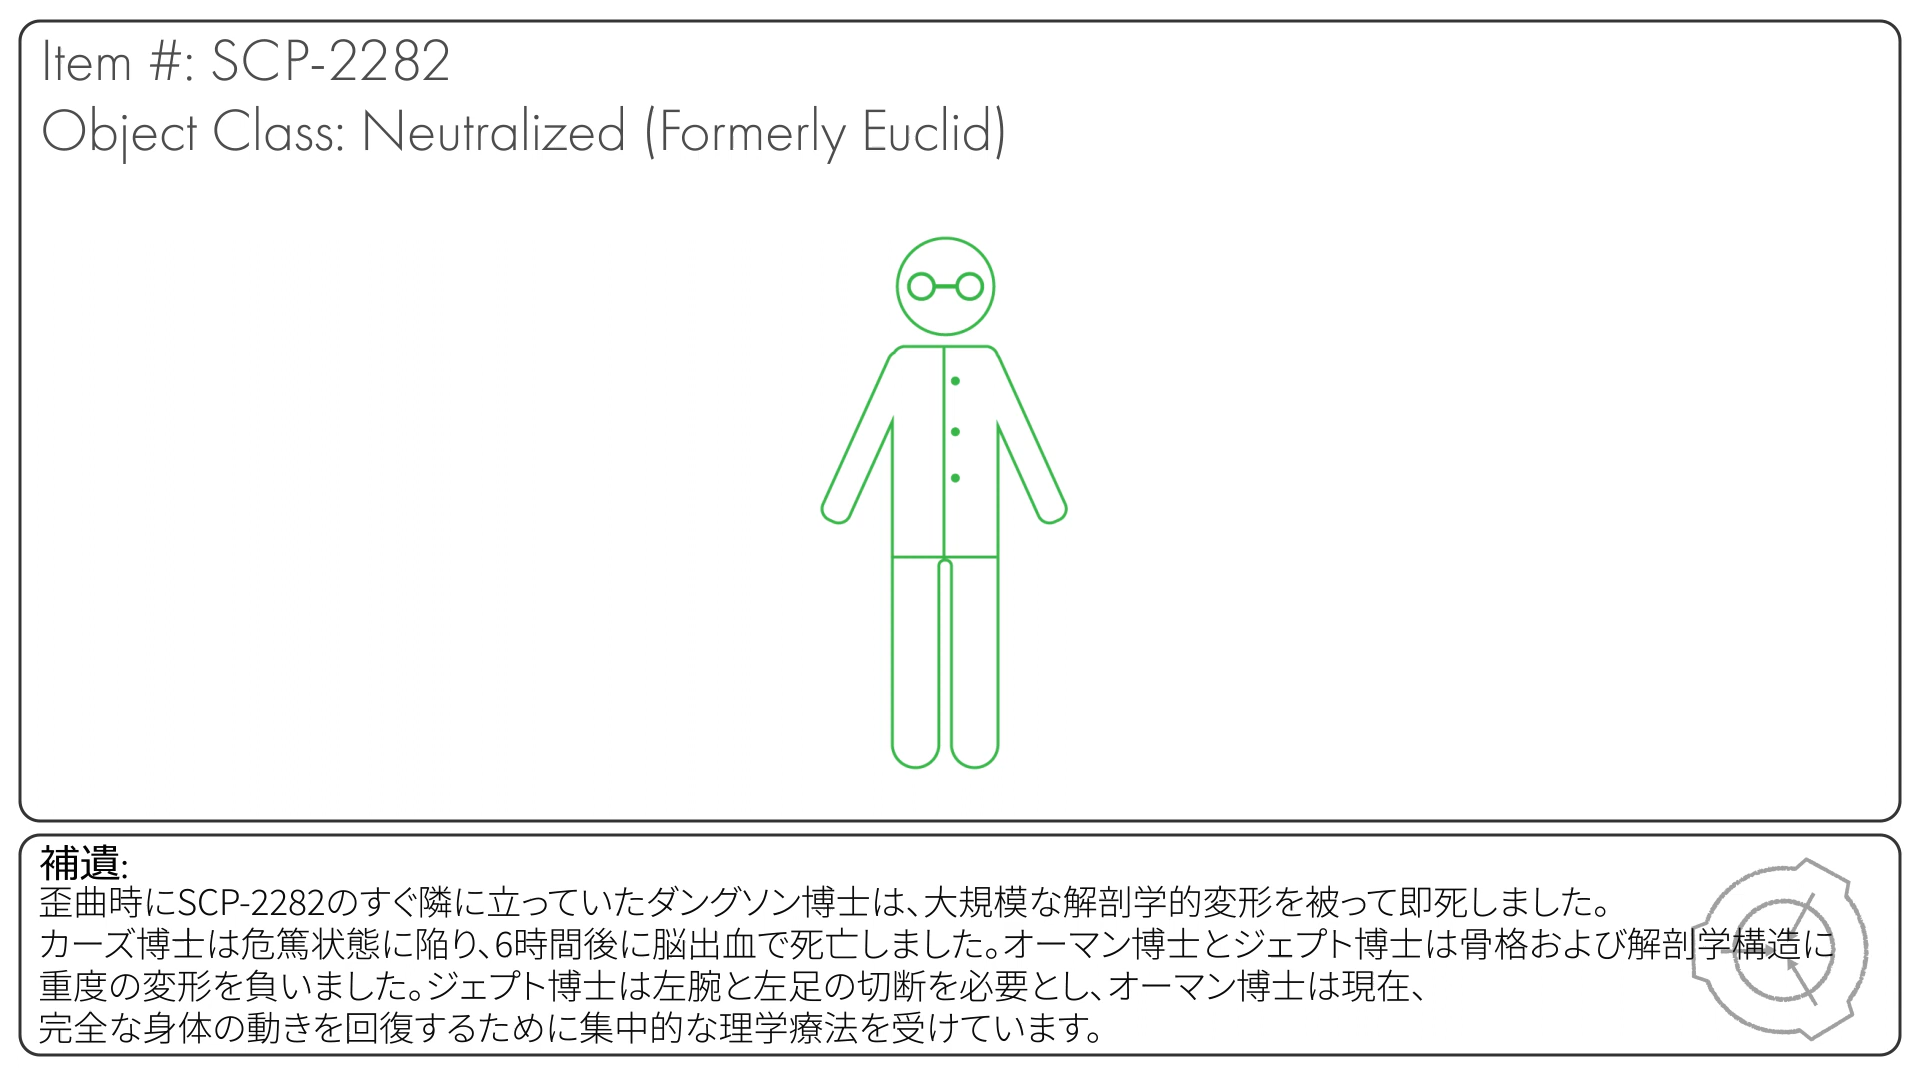 Item #: SCP-2282
Object Class: Neutralized (Formerly Euclid)
補遺:
歪曲時にSCP-2282のすぐ隣に立っていたダングソン博士は、大規模な解剖学的変形を被って即死しました。
カーズ博士は危篤状態に陥り、6時間後に脳出血で死亡しました。オーマン博士とジェプト博士は骨格および解剖学構造に
重度の変形を負いました。ジェプト博士は左腕と左足の切断を必要とし、オーマン博士は現在、
完全な身体の動きを回復するために集中的な理学療法を受けています。